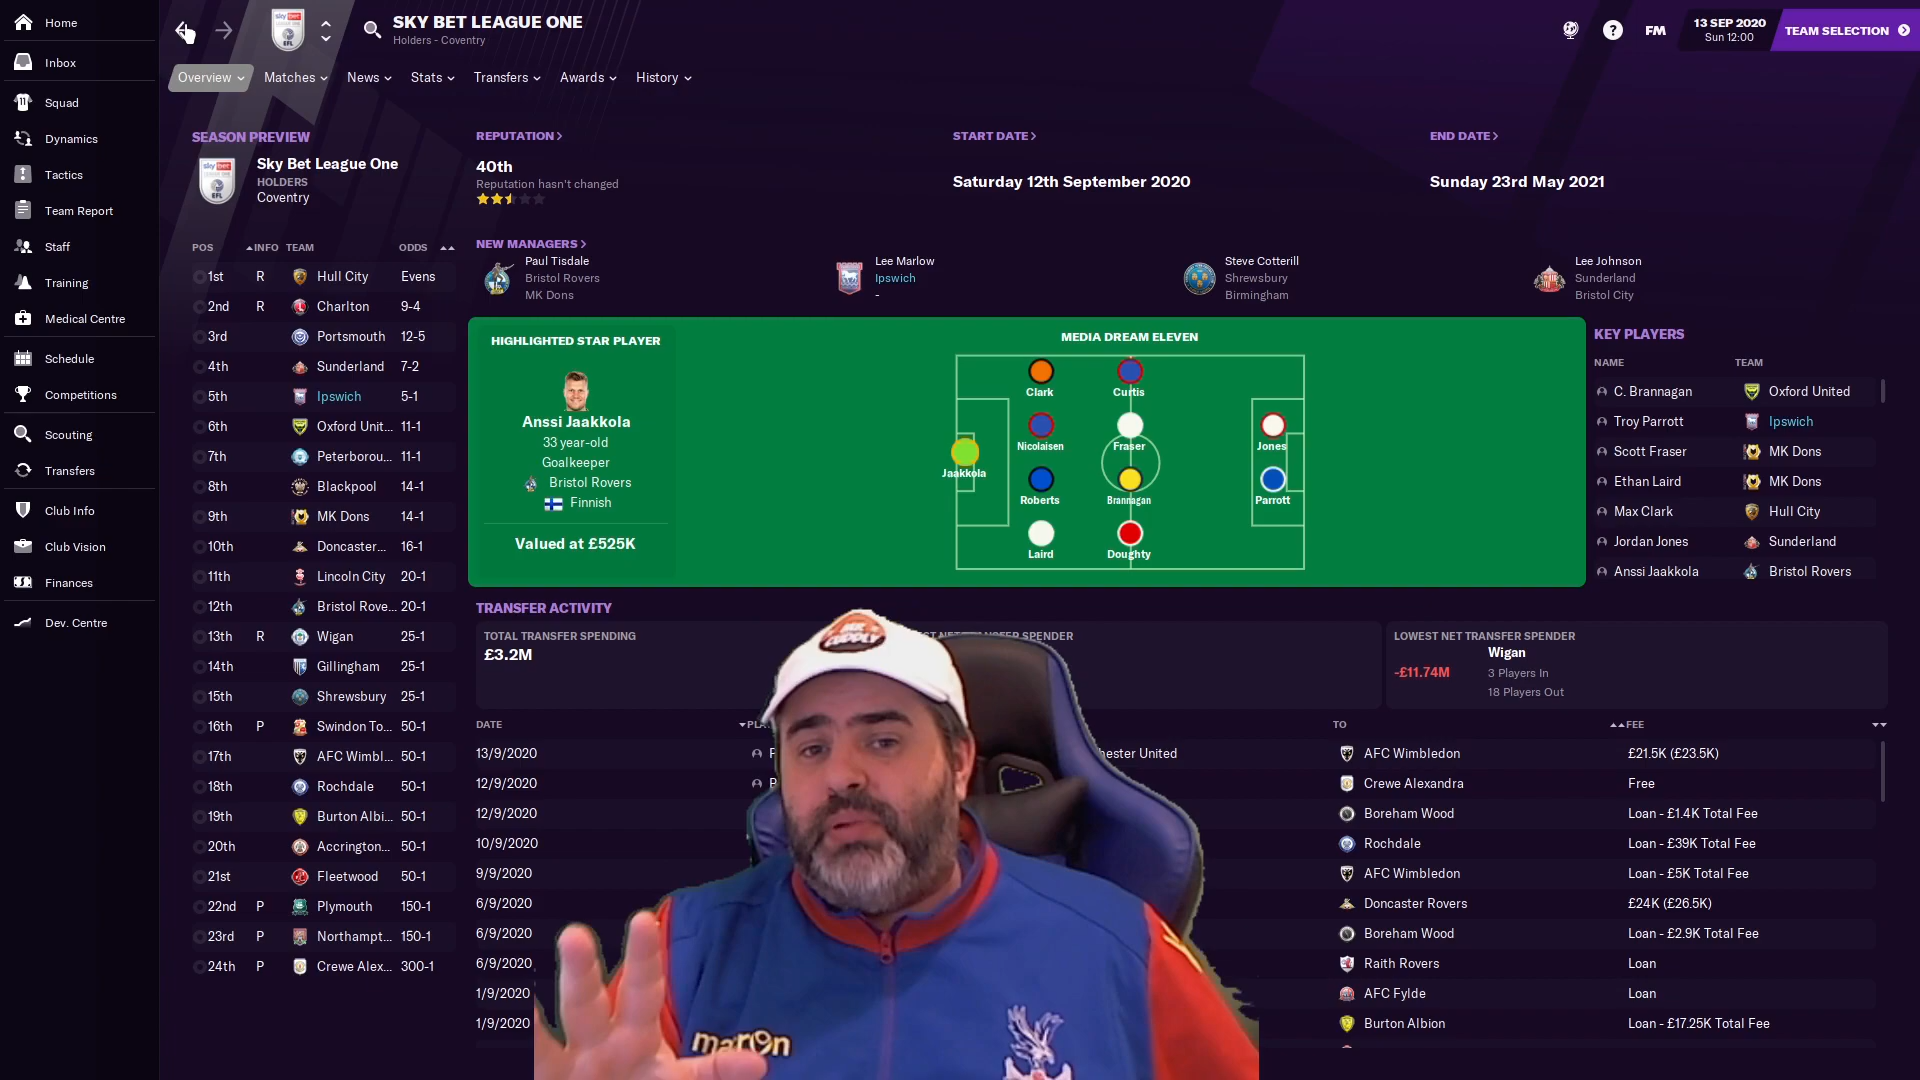 Home
Inbox
Squad
Dynamics
Tactics
Team Report
Staff
Training
Medical Centre
Schedule
Competitions
Scouting
Transfers
Club Info
Club Vision
Finances
Dev. Centre
SKY BET LEAGUE ONE
Holders - Coventry
FM
13 SEP 2020
Sun 12:00
TEAM SELECTION
Overview Matches News Stats Transfers Awards History
SEASON PREVIEW
Sky Bet League One
HOLDERS
Coventry
REPUTATION
40th
Reputation hasn't changed
START DATE
Saturday 12th September 2020
END DATE
Sunday 23rd May 2021
POS INFO TEAM ODDS
1st R Hull City Evens
2nd R Charlton 9-4
3rd Portsmouth 12-5
4th Sunderland 7-2
5th Ipswich 5-1
6th Oxford Unit... 11-1
7th Peterborou... 11-1
8th Blackpool 14-1
9th MK Dons 14-1
10th Doncaster... 16-1
11th Lincoln City 20-1
12th Bristol Rove... 20-1
13th R Wigan 25-1
14th Gillingham 25-1
15th Shrewsbury 25-1
16th P Swindon To... 50-1
17th AFC Wimbl... 50-1
18th Rochdale 50-1
19th Burton Albi... 50-1
20th Accrington... 50-1
21st Fleetwood 50-1
22nd P Plymouth 150-1
23rd P Northampt... 150-1
24th P Crewe Alex... 300-1
NEW MANAGERS
Paul Tisdale
Bristol Rovers
MK Dons
Lee Marlow
Ipswich
-
Steve Cotterill
Shrewsbury
Birmingham
Lee Johnson
Sunderland
Bristol City
HIGHLIGHTED STAR PLAYER
Anssi Jaakkola
33 year-old
Goalkeeper
Bristol Rovers
Finnish
Valued at £525K
MEDIA DREAM ELEVEN
Clark
Curtis
Nicolaisen
Fraser
Jones
Jaakkola
Roberts
Brannagan
Parrott
Laird
Doughty
KEY PLAYERS
NAME TEAM
C. Brannagan Oxford United
Troy Parrott Ipswich
Scott Fraser MK Dons
Ethan Laird MK Dons
Max Clark Hull City
Jordan Jones Sunderland
Anssi Jaakkola Bristol Rovers
TRANSFER ACTIVITY
TOTAL TRANSFER SPENDING
£3.2M
SPENDER
LOWEST NET TRANSFER SPENDER
-£11.74M
Wigan
3 Players In
18 Players Out
DATE TO FEE
13/9/2020 hester United AFC Wimbledon £21.5K (£23.5K)
12/9/2020 Crewe Alexandra Free
12/9/2020 Boreham Wood Loan - £1.4K Total Fee
10/9/2020 Rochdale Loan - £39K Total Fee
9/9/2020 AFC Wimbledon Loan - £5K Total Fee
6/9/2020 Doncaster Rovers £24K (£26.5K)
6/9/2020 Boreham Wood Loan - £2.9K Total Fee
6/9/2020 Raith Rovers Loan
1/9/2020 AFC Fylde Loan
1/9/2020 Burton Albion Loan - £17.25K Total Fee
macron